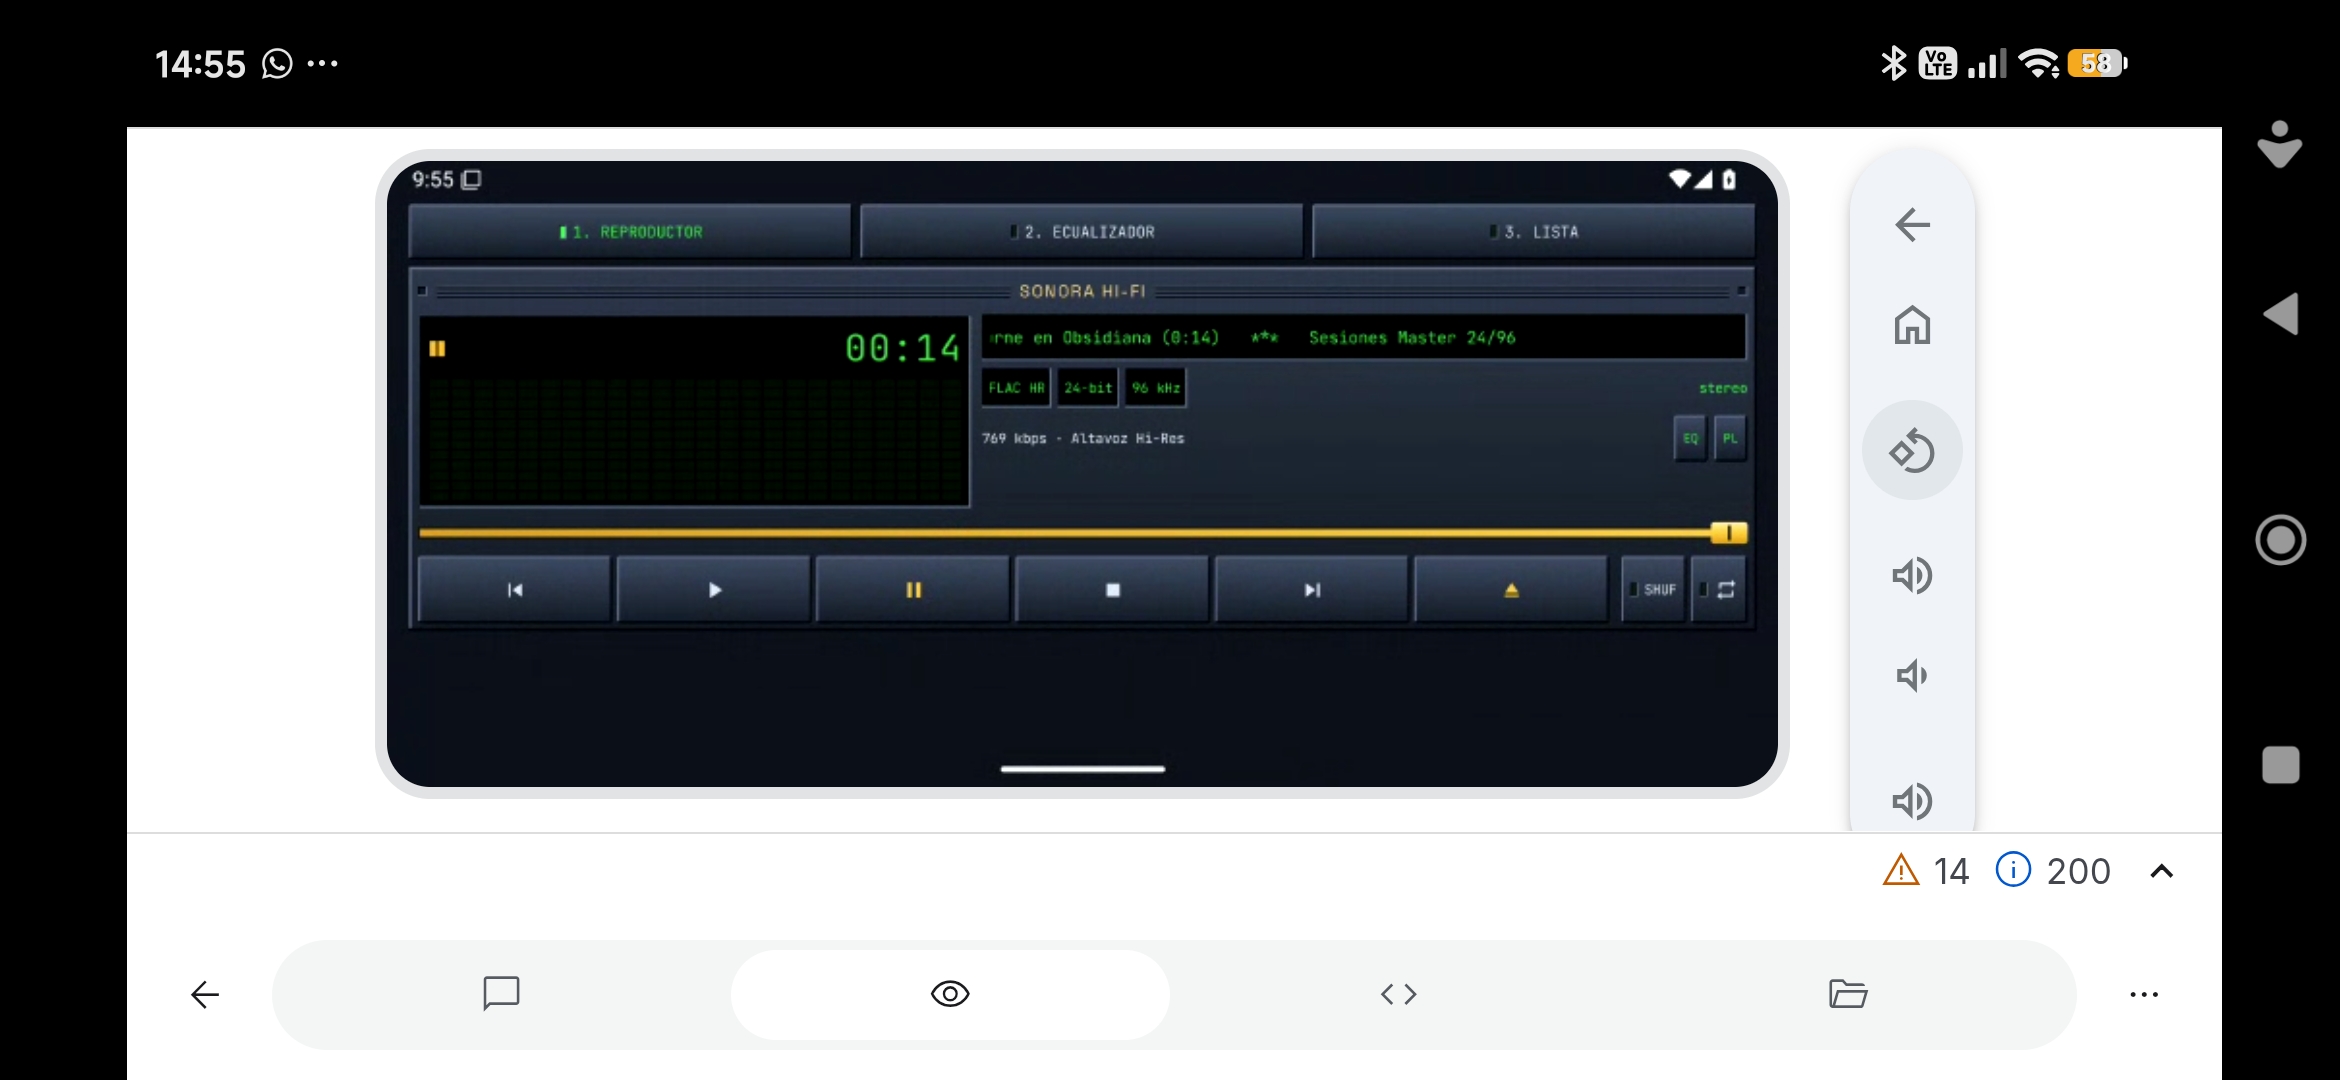 14:55 ...
Vo LTE 58
9:55
1. REPRODUCTOR
2. ECUALIZADOR
3. LISTA
SONORA HI-FI
00:14
rne en Obsidiana (0:14) *** Sesiones Master 24/96
FLAC HR 24-bit 96 kHz
stereo
769 kbps - Altavoz Hi-Res
EQ PL
SHUF
14 200